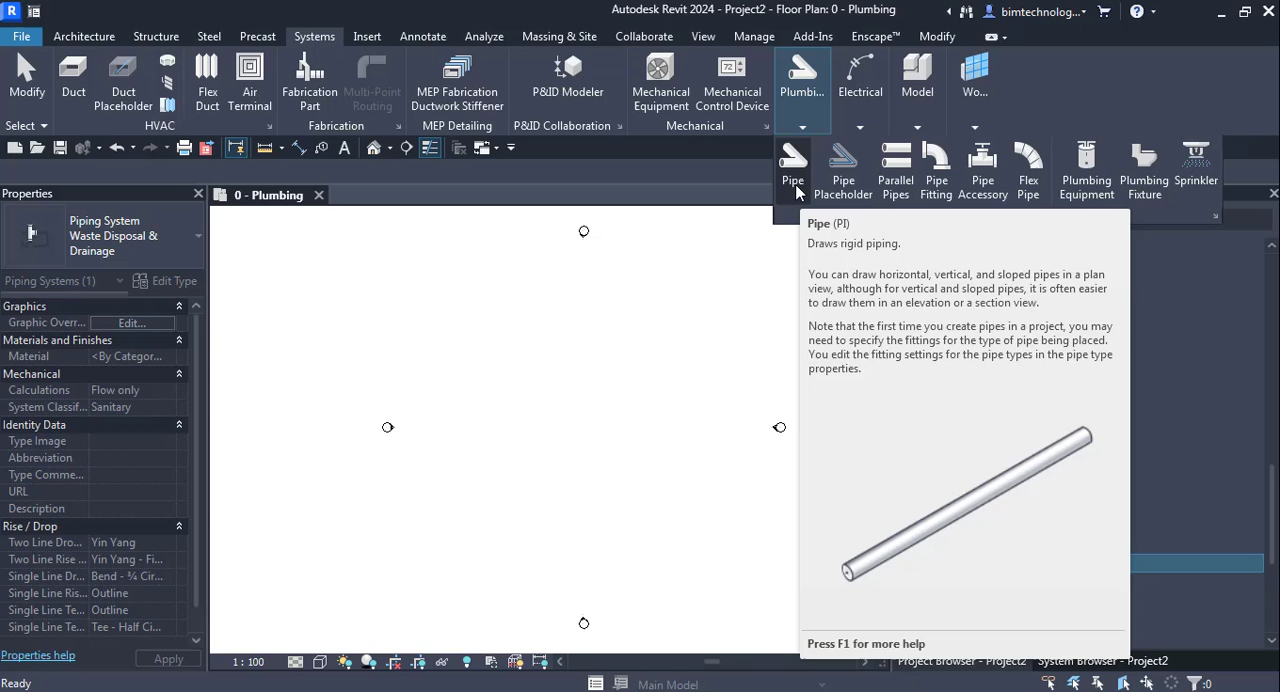 R
Autodesk Revit 2024 - Project2 - Floor Plan: 0 - Plumbing
bimtechnolog...
File
Architecture
Structure
Steel
Precast
Systems
Insert
Annotate
Analyze
Massing & Site
Collaborate
View
Manage
Add-Ins
Enscape™
Modify
Modify
Duct
Duct Placeholder
Flex Duct
Air Terminal
Fabrication Part
Multi-Point Routing
MEP Fabrication Ductwork Stiffener
P&ID Modeler
Mechanical Equipment
Mechanical Control Device
Plumbi...
Electrical
Model
Wo...
Select
HVAC
Fabrication
MEP Detailing
P&ID Collaboration
Mechanical
Pipe
Pipe Placeholder
Parallel Pipes
Pipe Fitting
Pipe Accessory
Flex Pipe
Plumbing Equipment
Plumbing Fixture
Sprinkler
Properties
0 - Plumbing
Piping System
Waste Disposal &
Drainage
Piping Systems (1)
Edit Type
Graphics
Graphic Overr... Edit...
Materials and Finishes
Material <By Categor...
Mechanical
Calculations Flow only
System Classif... Sanitary
Identity Data
Type Image
Keynote
Abbreviation
Type Comme...
URL
Description
Rise / Drop
Two Line Dro... Yin Yang
Two Line Rise ... Yin Yang - Fi...
Single Line Dr... Bend - ¼ Cir...
Single Line Ris... Outline
Single Line Te... Outline
Single Line Te... Tee - Half Ci...
Properties help
Apply
Pipe (PI)
Draws rigid piping.
You can draw horizontal, vertical, and sloped pipes in a plan
view, although for vertical and sloped pipes, it is often easier
to draw them in an elevation or a section view.
Note that the first time you create pipes in a project, you may
need to specify the fittings for the type of pipe being placed.
You edit the fitting settings for the pipe types in the pipe type
properties.
Press F1 for more help
1 : 100
Project Browser - Project2
System Browser - Project2
Ready
Main Model
:0